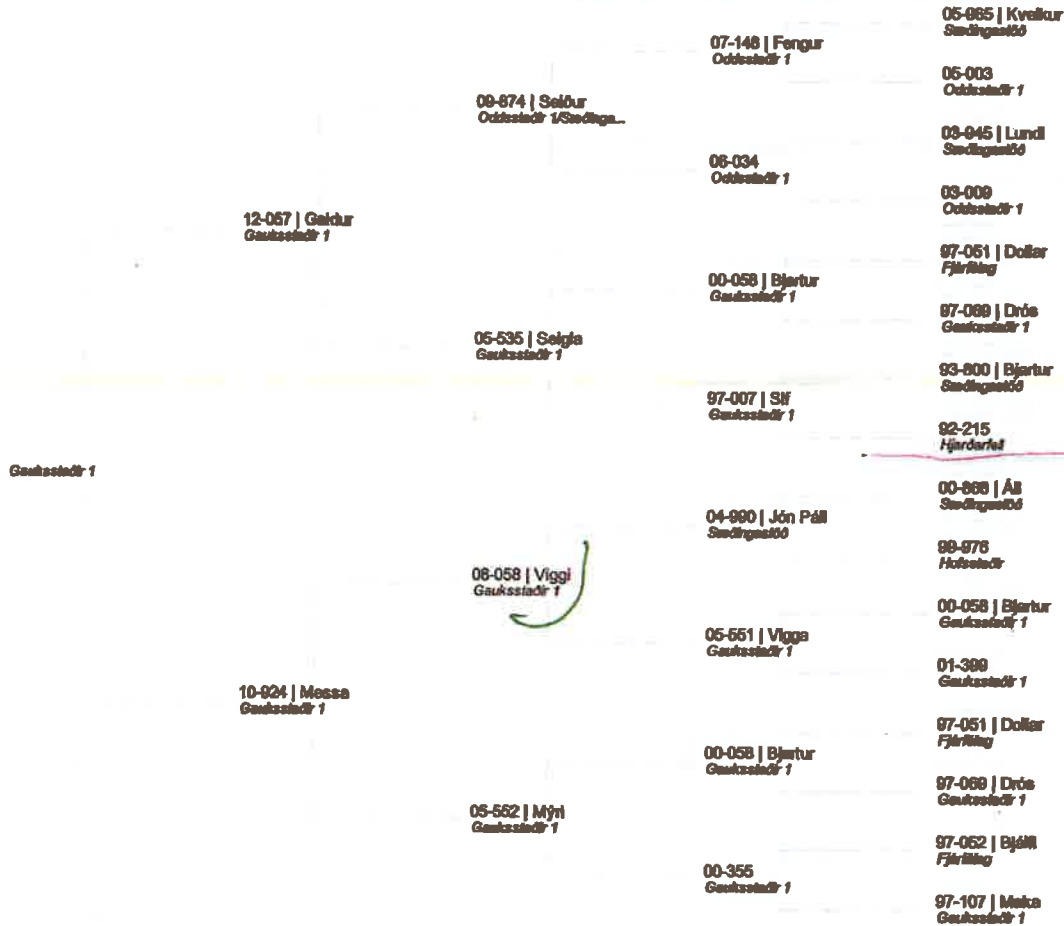 05-965 | Kveikur
Sæðingastöð
07-146 | Fengur
Oddsstaðir 1
05-003
Oddsstaðir 1
09-874 | Seiður
Oddsstaðir 1/Sæðinga...
03-945 | Lundi
Sæðingastöð
06-034
Oddsstaðir 1
03-009
Oddsstaðir 1
12-057 | Galdur
Gauksstaðir 1
97-051 | Dollar
Fjárfélag
00-058 | Bjartur
Gauksstaðir 1
97-069 | Drós
Gauksstaðir 1
05-535 | Seigla
Gauksstaðir 1
93-800 | Bjartur
Sæðingastöð
97-007 | Sif
Gauksstaðir 1
92-215
Hjarðarfell
Gauksstaðir 1
00-868 | Áll
Sæðingastöð
04-990 | Jón Páll
Sæðingastöð
99-976
Hofsstaðir
08-058 | Viggi
Gauksstaðir 1
00-058 | Bjartur
Gauksstaðir 1
05-551 | Vigga
Gauksstaðir 1
01-399
Gauksstaðir 1
10-924 | Messa
Gauksstaðir 1
97-051 | Dollar
Fjárfélag
00-058 | Bjartur
Gauksstaðir 1
97-069 | Drós
Gauksstaðir 1
05-552 | Mýri
Gauksstaðir 1
97-052 | Bjálfi
Fjárfélag
00-355
Gauksstaðir 1
97-107 | Maka
Gauksstaðir 1